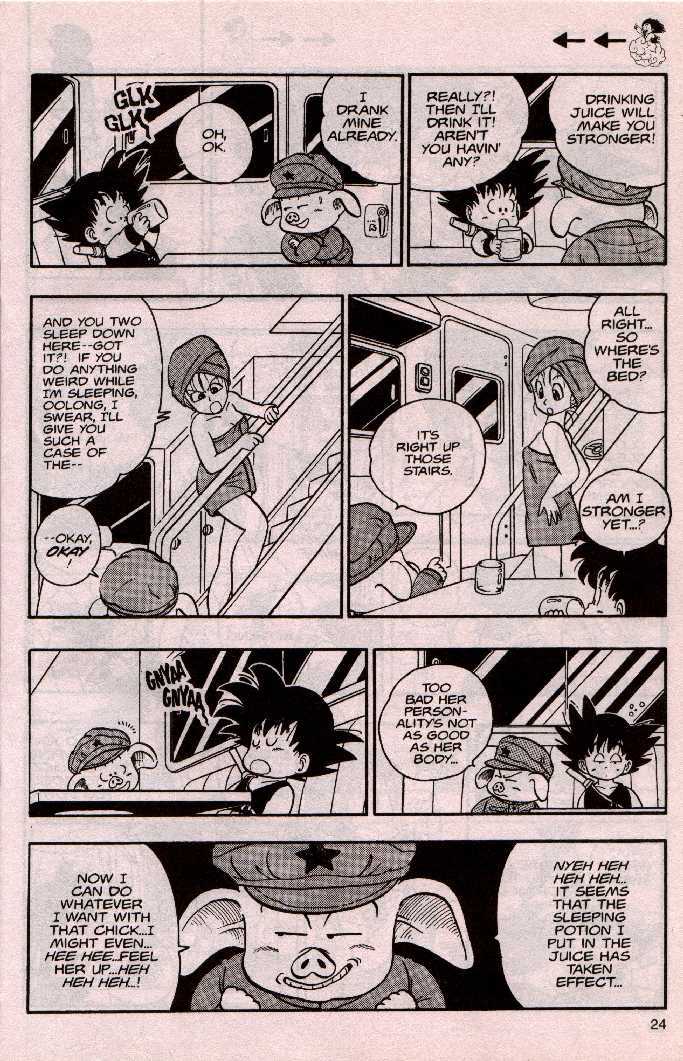 DRINKING
JUICE WILL
MAKE YOU
STRONGER!
REALLY?!
THEN I'LL
DRINK IT!
AREN'T
YOU HAVIN'
ANY?
I
DRANK
MINE
ALREADY.
OH,
OK.
GLK
GLK
ALL
RIGHT...
SO
WHERE'S
THE
BED?
IT'S
RIGHT UP
THOSE
STAIRS.
AM I
STRONGER
YET...?
AND YOU TWO
SLEEP DOWN
HERE--GOT
IT?! IF YOU
DO ANYTHING
WEIRD WHILE
I'M SLEEPING,
OOLONG, I
SWEAR, I'LL
GIVE YOU
SUCH A
CASE OF
THE--
--OKAY,
OKAY
!
TOO
BAD HER
PERSON-
ALITY'S NOT
AS GOOD
AS HER
BODY...
GNYAA
GNYAA
NYEH HEH
HEH HEH..
IT SEEMS
THAT THE
SLEEPING
POTION I
PUT IN THE
JUICE HAS
TAKEN
EFFECT...
NOW I
CAN DO
WHATEVER
I WANT WITH
THAT CHICK...I
MIGHT EVEN...
HEE HEE..FEEL
HER UP...HEH
HEH HEH..!
24